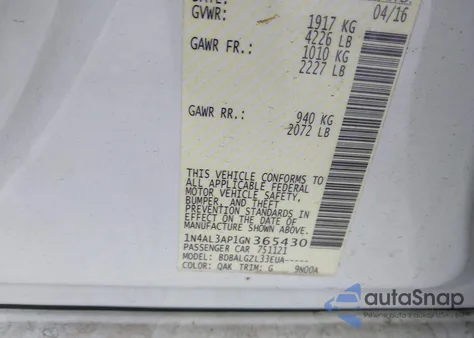 04/16
GVWR: 1917 KG
4226 LB
GAWR FR.: 1010 KG
2227 LB
GAWR RR.: 940 KG
2072 LB
THIS VEHICLE CONFORMS TO
ALL APPLICABLE FEDERAL
MOTOR VEHICLE SAFETY,
BUMPER, AND THEFT
PREVENTION STANDARDS IN
EFFECT ON THE DATE OF
MANUFACTURE SHOWN ABOVE.
1N4AL3AP1GN365430
PASSENGER CAR 751121
MODEL: BDBALGZL33EUA-----
COLOR: QAK TRIM: G 9N00A
autaSnap